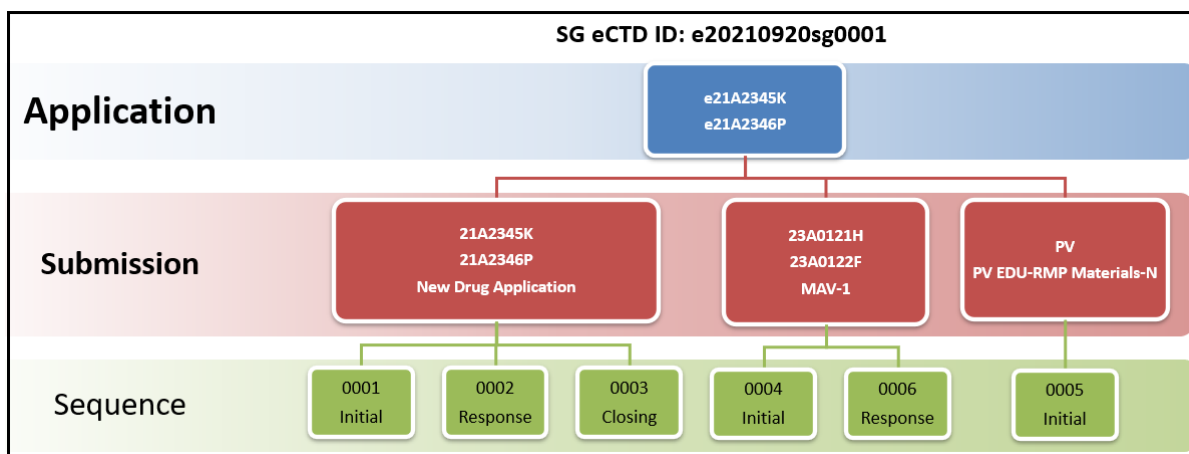 SG eCTD ID: e20210920sg0001
Application
e21A2345K
e21A2346P
Submission
21A2345K
21A2346P
New Drug Application
23A0121H
23A0122F
MAV-1
PV
PV EDU-RMP Materials-N
Sequence
0001
Initial
0002
Response
0003
Closing
0004
Initial
0006
Response
0005
Initial